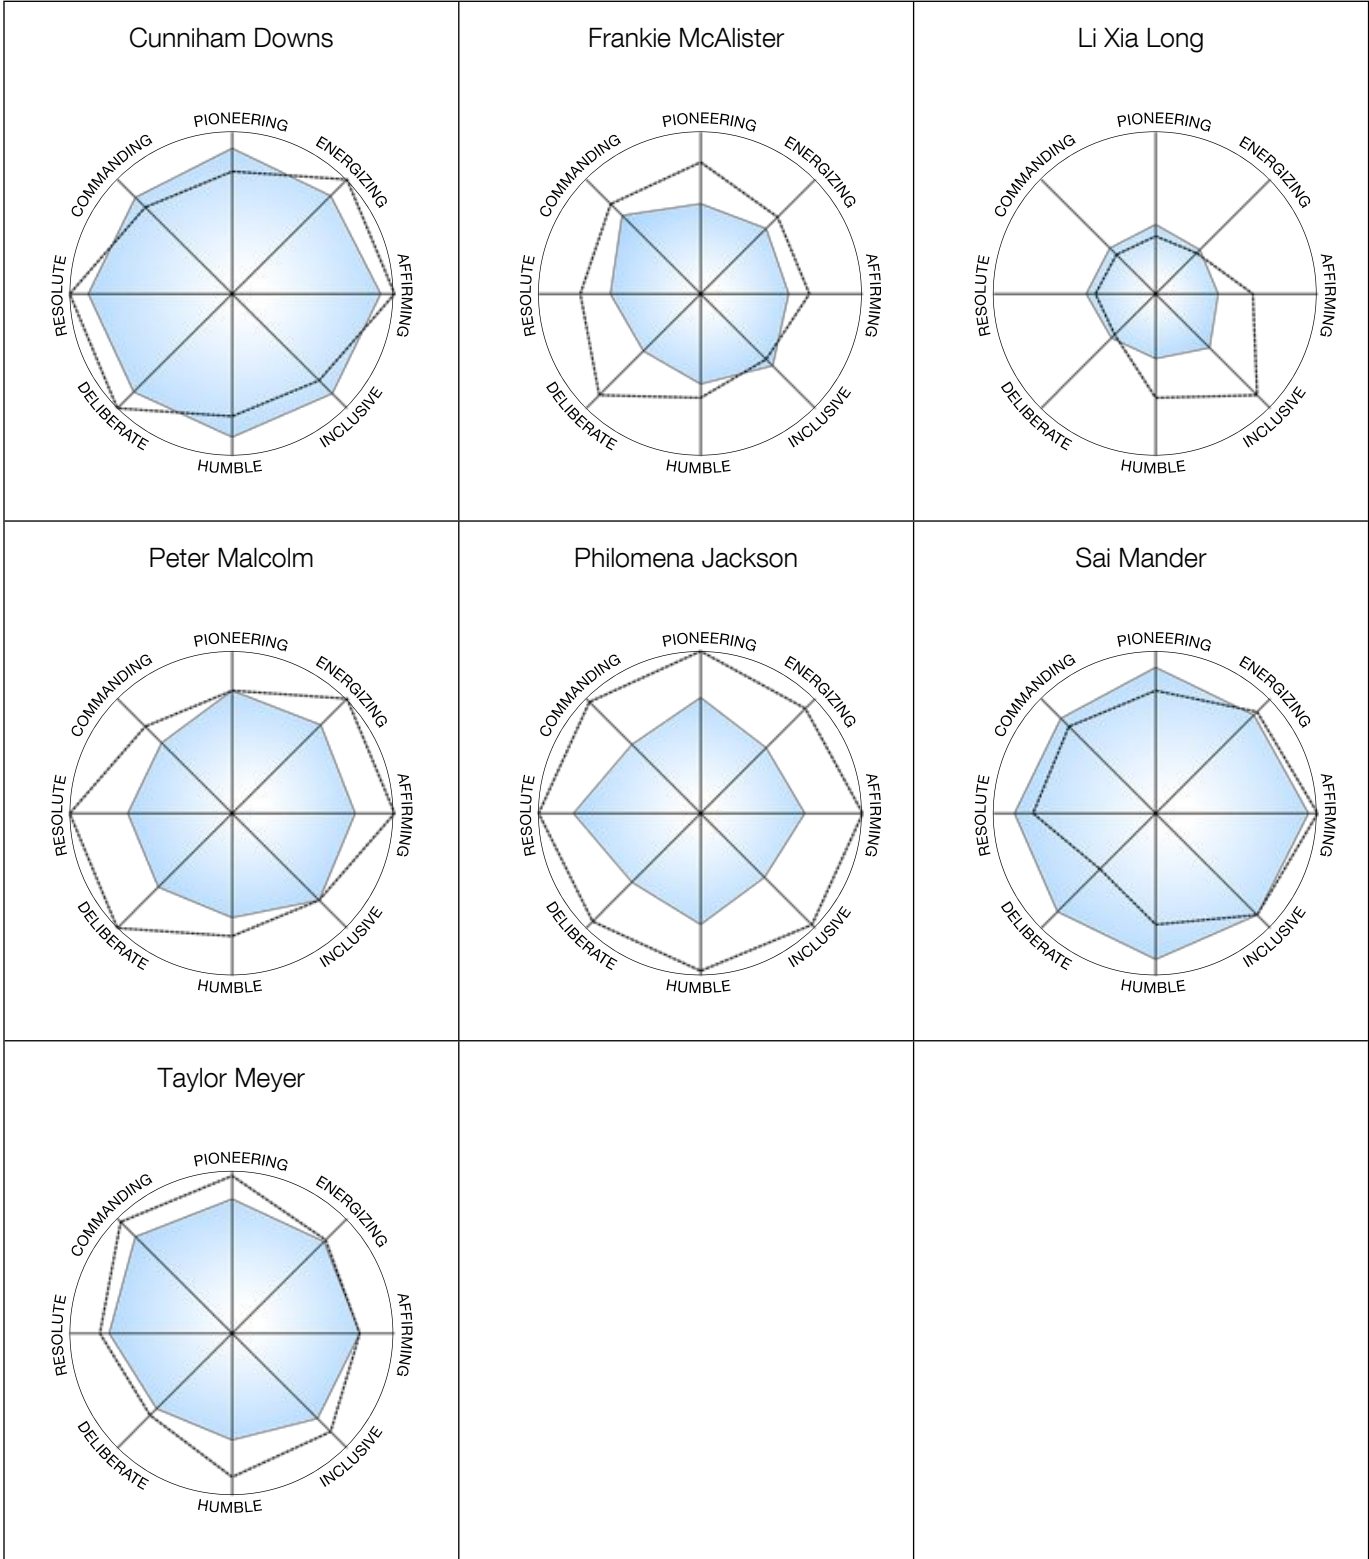 Cunniham Downs
PIONEERING
ENERGIZING
AFFIRMING
INCLUSIVE
HUMBLE
DELIBERATE
RESOLUTE
COMMANDING
Frankie McAlister
PIONEERING
ENERGIZING
AFFIRMING
INCLUSIVE
HUMBLE
DELIBERATE
RESOLUTE
COMMANDING
Li Xia Long
PIONEERING
ENERGIZING
AFFIRMING
INCLUSIVE
HUMBLE
DELIBERATE
RESOLUTE
COMMANDING
Peter Malcolm
PIONEERING
ENERGIZING
AFFIRMING
INCLUSIVE
HUMBLE
DELIBERATE
RESOLUTE
COMMANDING
Philomena Jackson
PIONEERING
ENERGIZING
AFFIRMING
INCLUSIVE
HUMBLE
DELIBERATE
RESOLUTE
COMMANDING
Sai Mander
PIONEERING
ENERGIZING
AFFIRMING
INCLUSIVE
HUMBLE
DELIBERATE
RESOLUTE
COMMANDING
Taylor Meyer
PIONEERING
ENERGIZING
AFFIRMING
INCLUSIVE
HUMBLE
DELIBERATE
RESOLUTE
COMMANDING